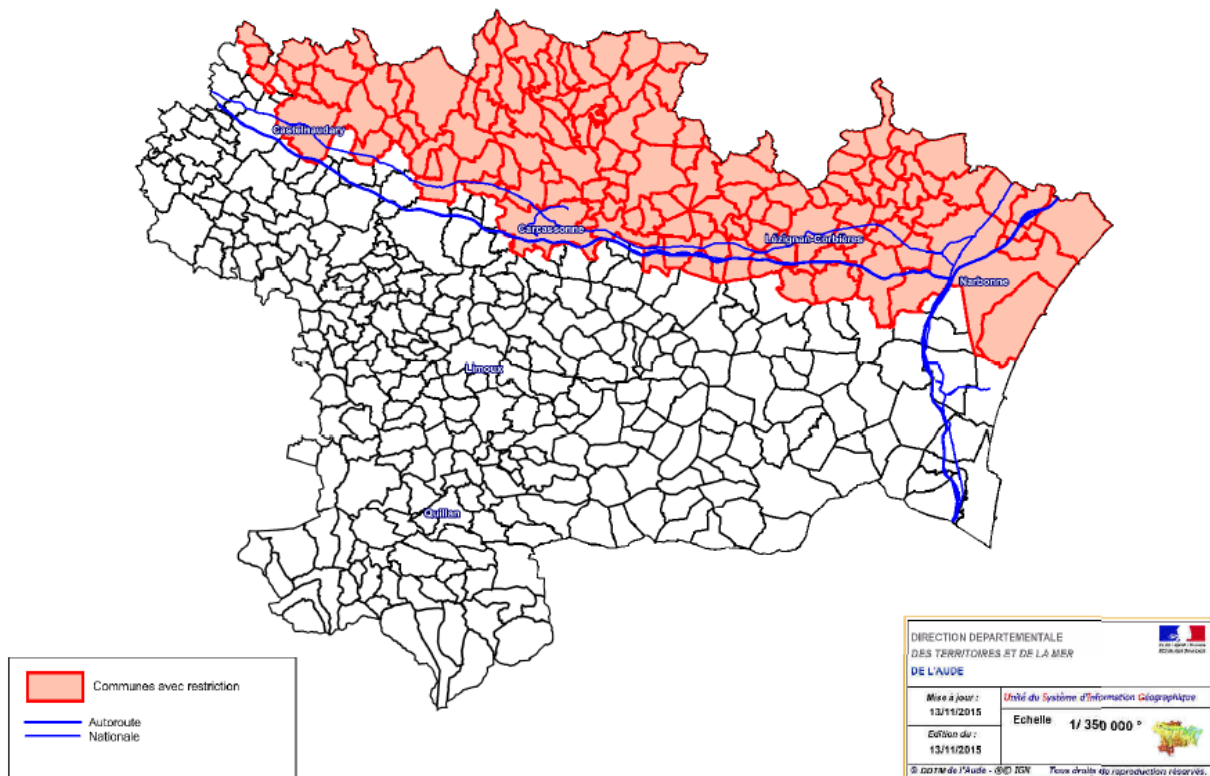 Castelnaudary
Carcassonne
Lézignan-Corbières
Narbonne
Limoux
Quillan
Communes avec restriction
Autoroute
Nationale
DIRECTION DEPARTEMENTALE
DES TERRITOIRES ET DE LA MER
DE L'AUDE
Mise à jour :
13/11/2015
Edition du :
13/11/2015
Unité du Système d'Information Géographique
Echelle 1/ 350 000 °
© DDTM de l'Aude - ®© IGN Tous droits de reproduction réservés.